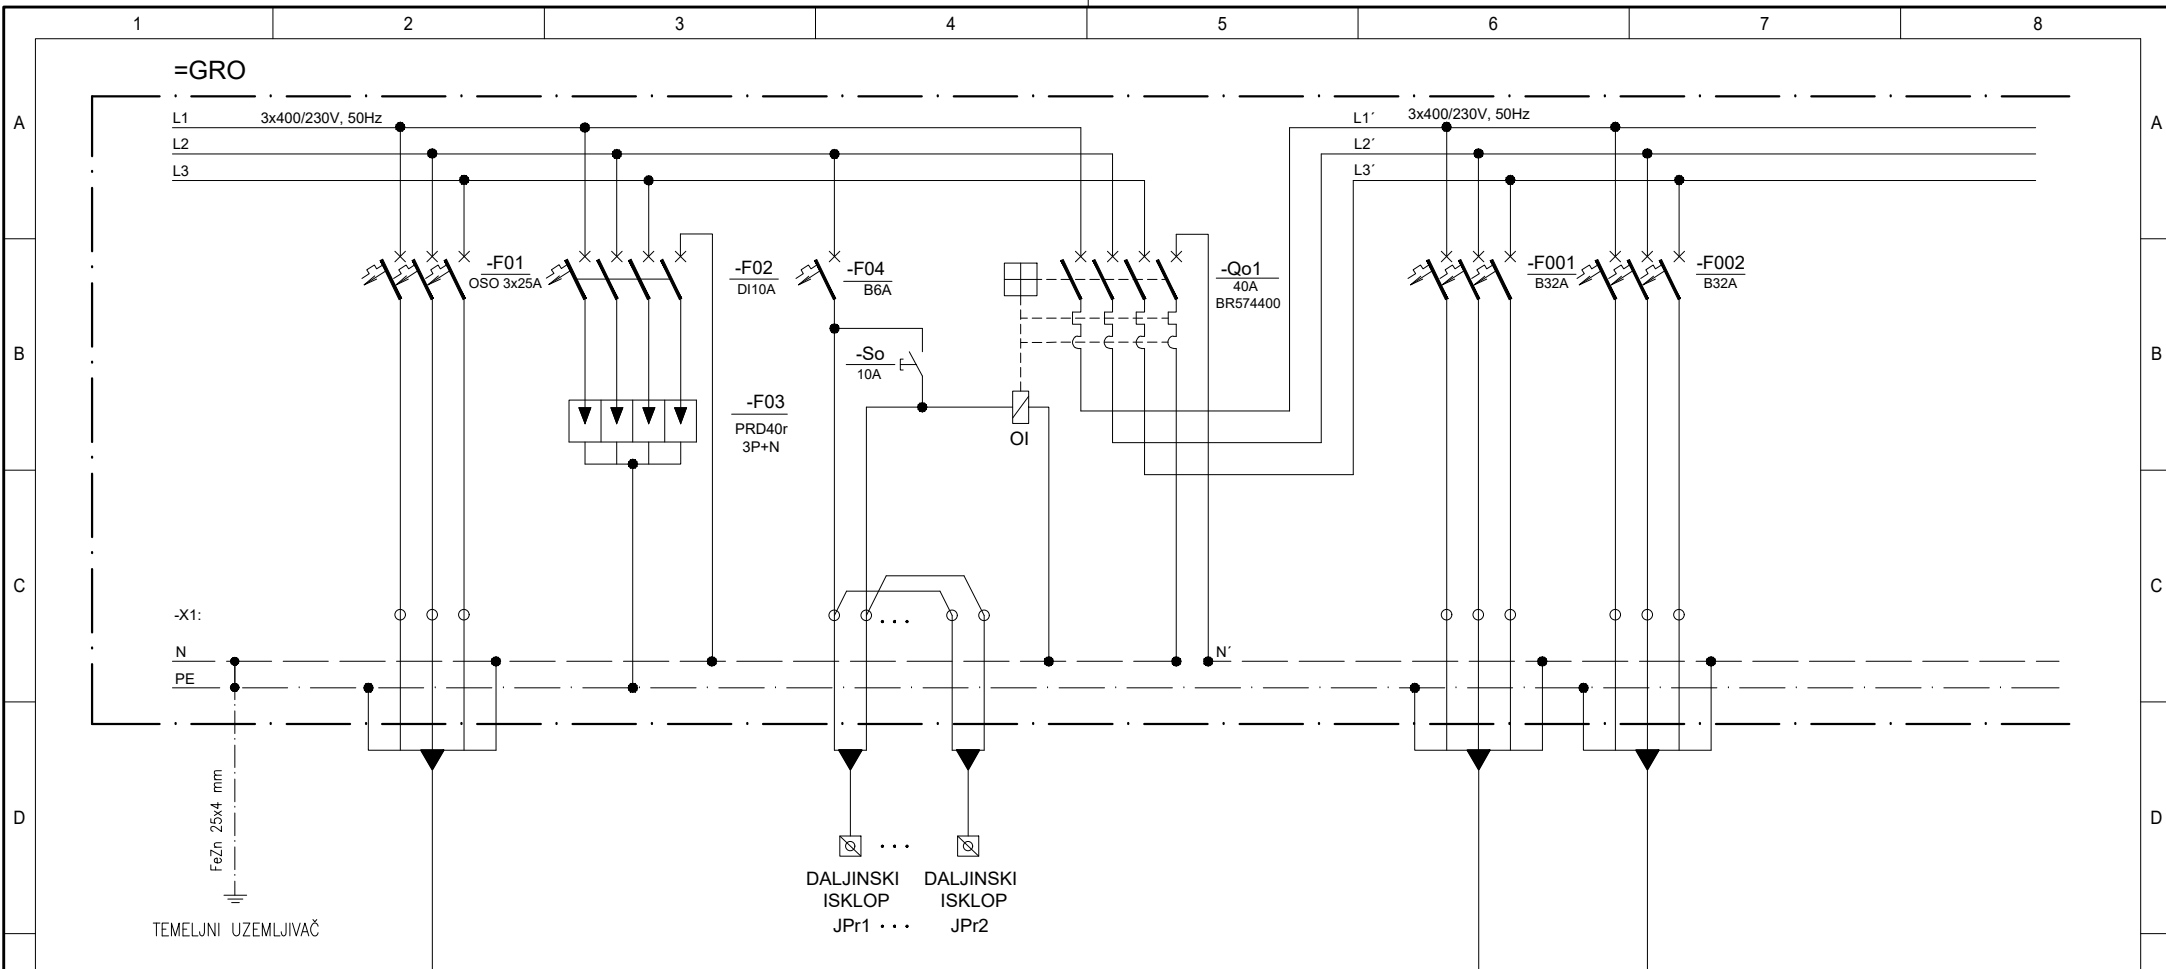 1 2 3 4 5 6 7 8
=GRO
A A
L1 3x400/230V, 50Hz L1´ 3x400/230V, 50Hz
L2 L2´
L3 L3´
-F01
OSO 3x25A
-F02
DI10A
-F04
B6A
-Qo1
40A
BR574400
-F001
B32A
-F002
B32A
B B
-So
10A
-F03
PRD40r
3P+N
OI
C C
-X1:
N N´
PE
D D
FeZn 25x4 mm
TEMELJNI UZEMLJIVAČ
DALJINSKI
ISKLOP
JPr1 ...
DALJINSKI
ISKLOP
JPr2